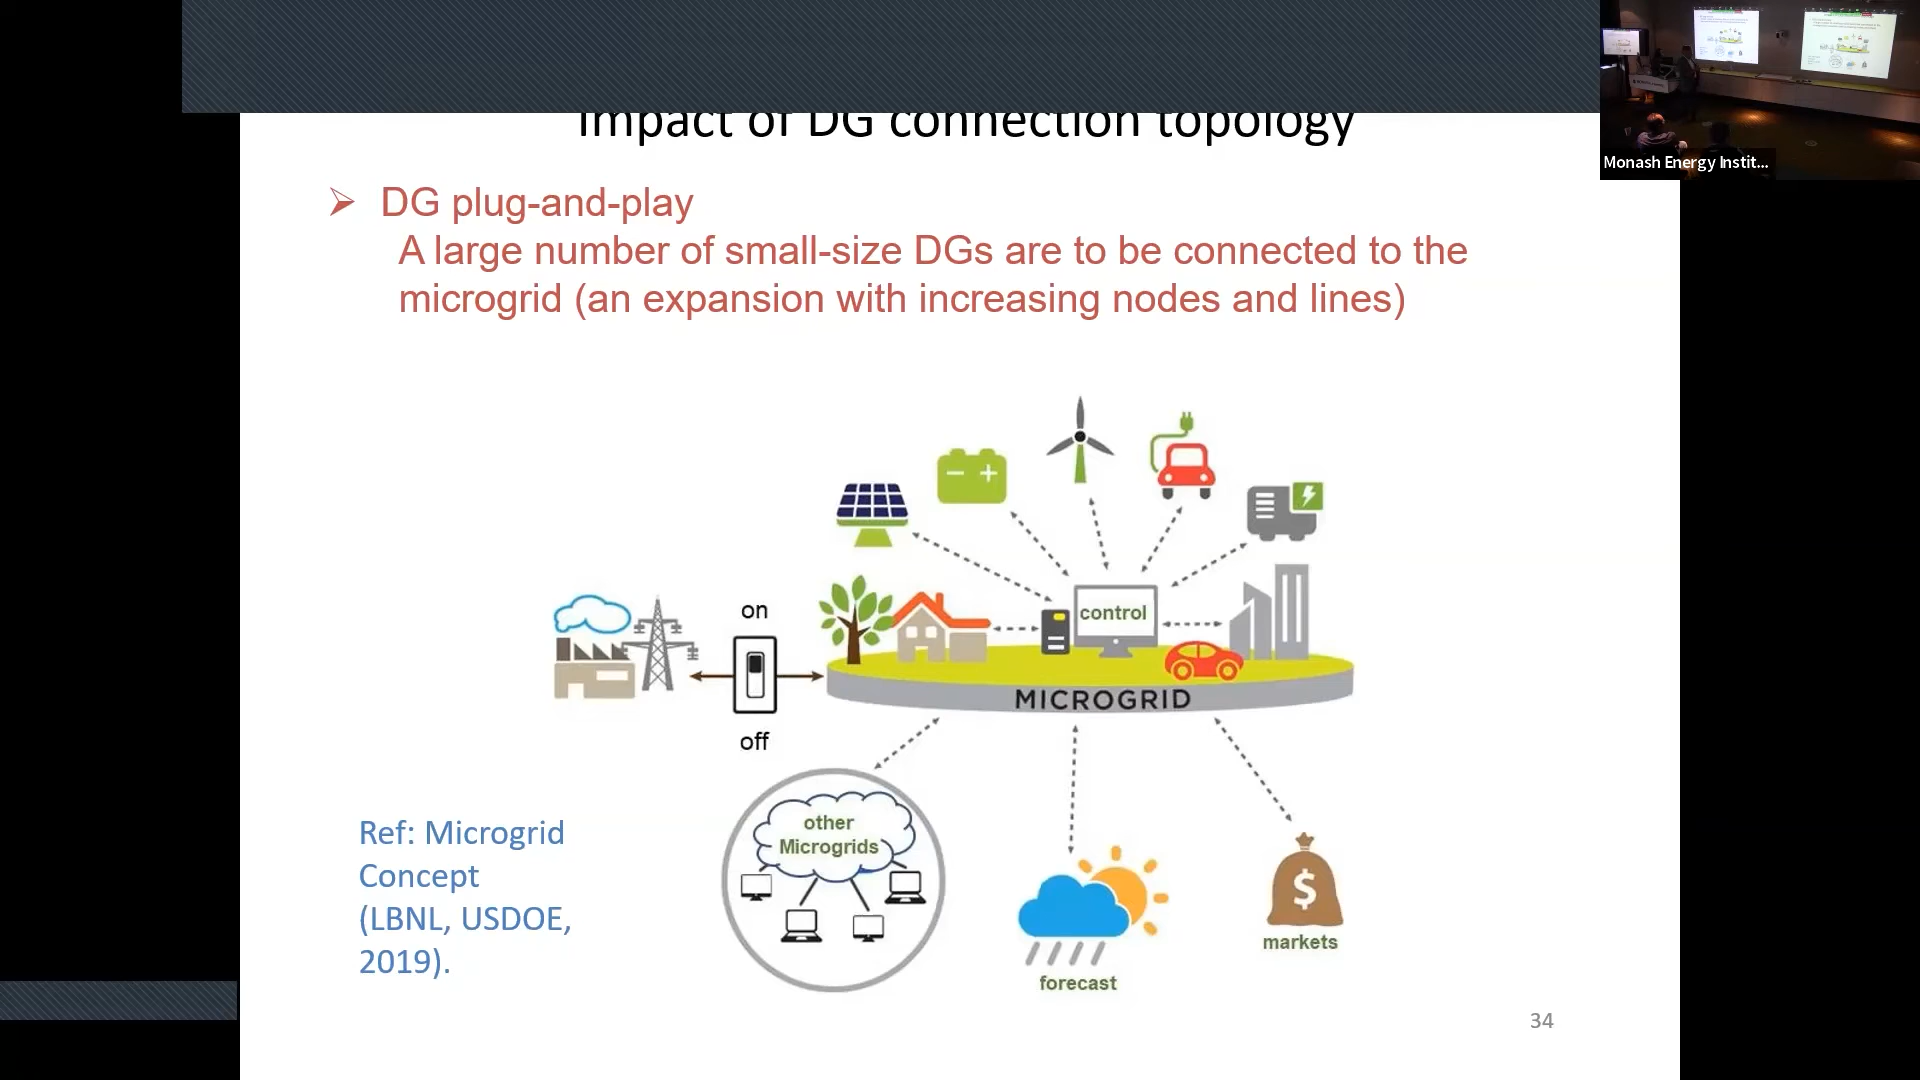 Impact of DG connection topology
Monash Energy Instit...
DG plug-and-play
A large number of small-size DGs are to be connected to the
microgrid (an expansion with increasing nodes and lines)
on
control
MICROGRID
off
other
Microgrids
Ref: Microgrid
Concept
(LBNL, USDOE,
2019).
$
markets
forecast
34